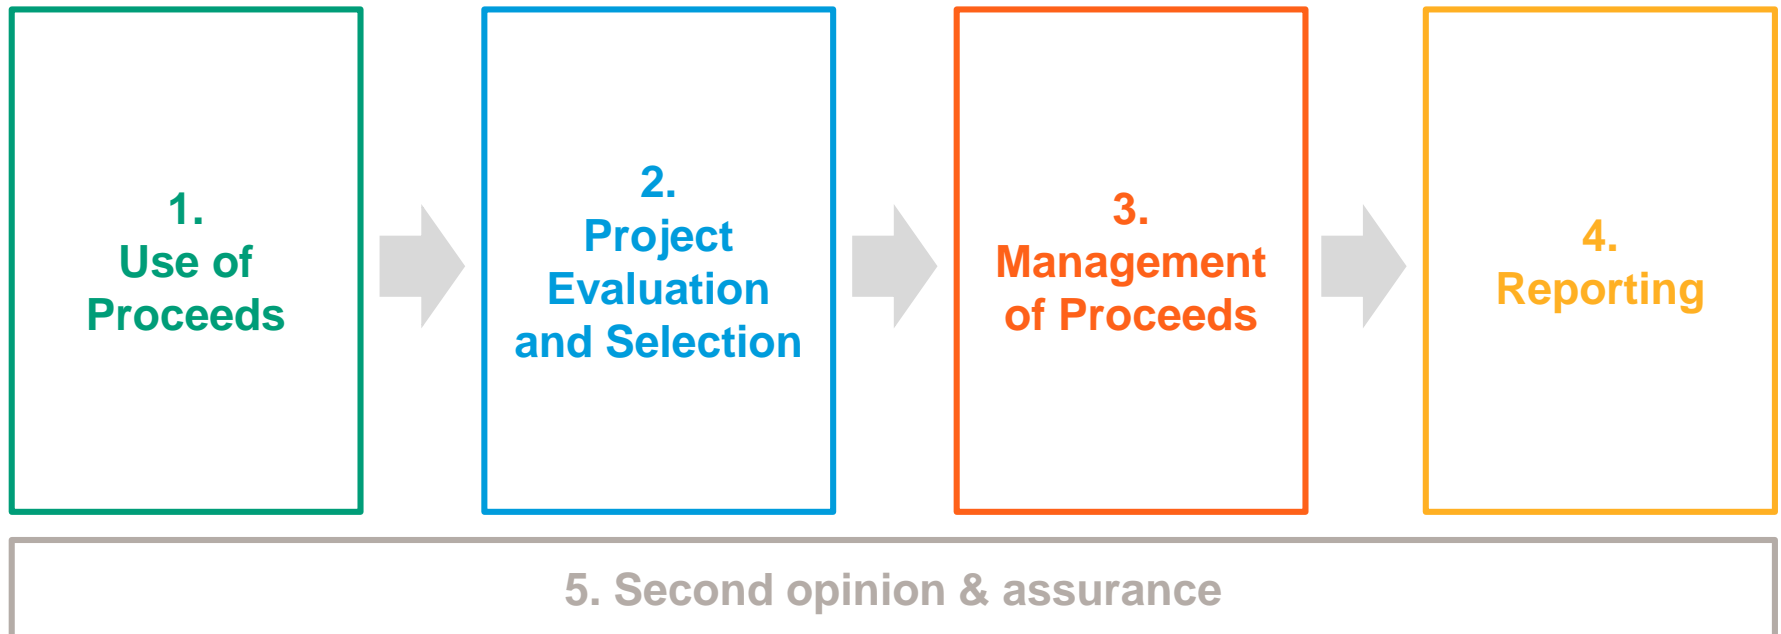 1.
Use of
Proceeds
2.
Project
Evaluation
and Selection
3.
Management
of Proceeds
4.
Reporting
5. Second opinion & assurance